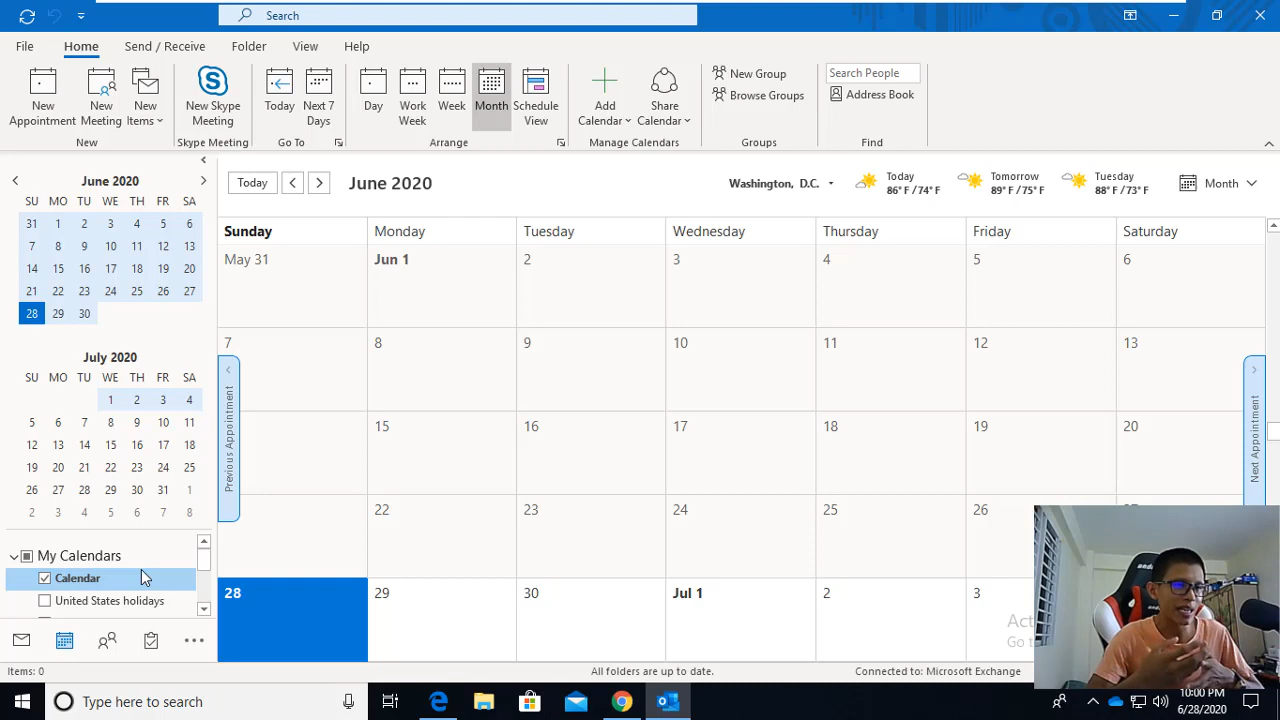 Search
File Home Send / Receive Folder View Help
New Appointment
New Meeting
New Items
New
New Skype Meeting
Skype Meeting
Today
Next 7 Days
Go To
Day
Work Week
Week
Month
Schedule View
Arrange
Add Calendar
Share Calendar
Manage Calendars
New Group
Browse Groups
Groups
Search People
Address Book
Find
June 2020
SU MO TU WE TH FR SA
31 1 2 3 4 5 6
7 8 9 10 11 12 13
14 15 16 17 18 19 20
21 22 23 24 25 26 27
28 29 30
July 2020
SU MO TU WE TH FR SA
1 2 3 4
5 6 7 8 9 10 11
12 13 14 15 16 17 18
19 20 21 22 23 24 25
26 27 28 29 30 31 1
2 3 4 5 6 7 8
My Calendars
Calendar
United States holidays
Today
June 2020
Washington, D.C.
Today
86° F / 74° F
Tomorrow
89° F / 75° F
Tuesday
88° F / 73° F
Month
Sunday Monday Tuesday Wednesday Thursday Friday Saturday
May 31 Jun 1 2 3 4 5 6
7 8 9 10 11 12 13
15 16 17 18 19 20
22 23 24 25 26
28 29 30 Jul 1 2 3
Previous Appointment
Next Appointment
Act
Go to
Items: 0
All folders are up to date.
Connected to: Microsoft Exchange
Type here to search
10:00 PM
6/28/2020